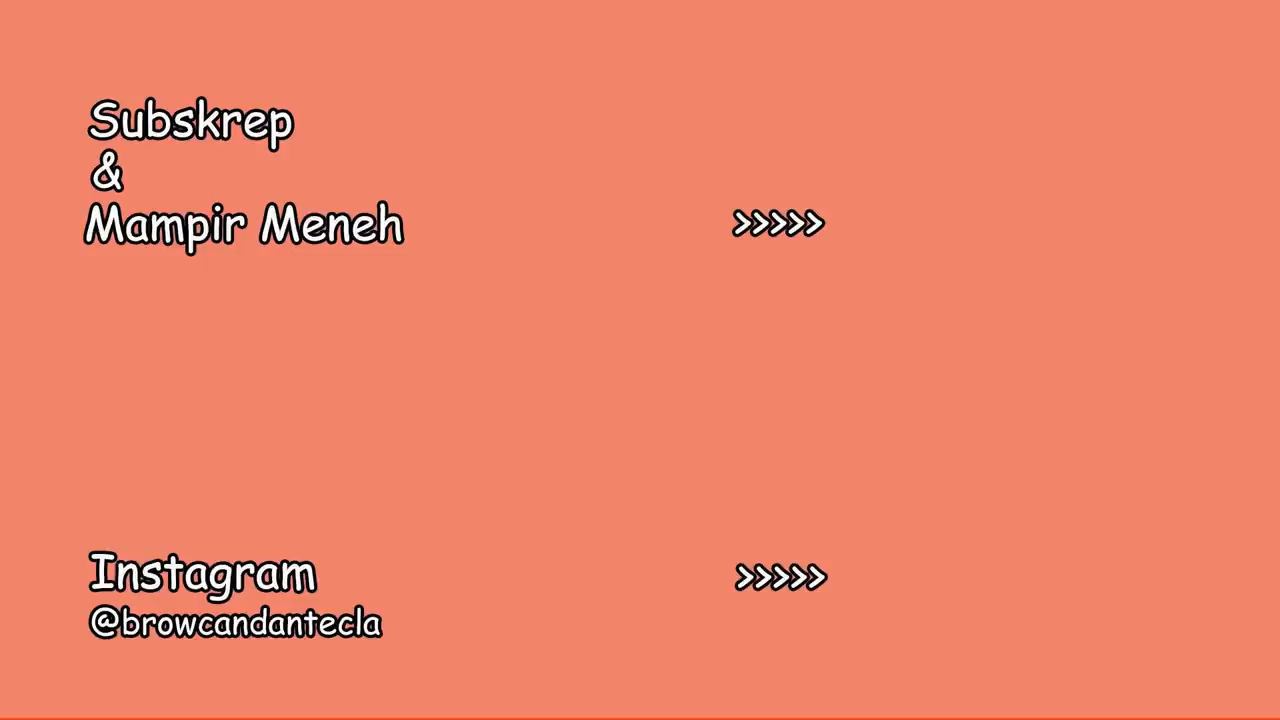 Subskrep
&
Mampir Meneh
>>>>>
Instagram
>>>>>
@browcandantecla